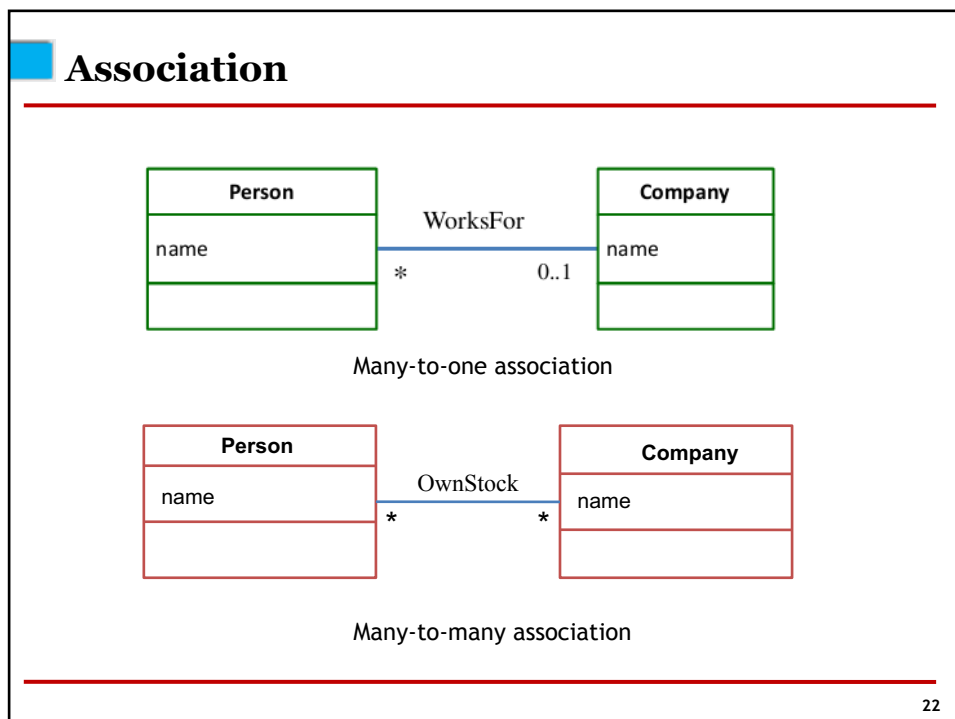 Association
Person
Company
WorksFor
name
name
*
0..1
Many-to-one association
Person
Company
OwnStock
name
name
*
*
Many-to-many association
22